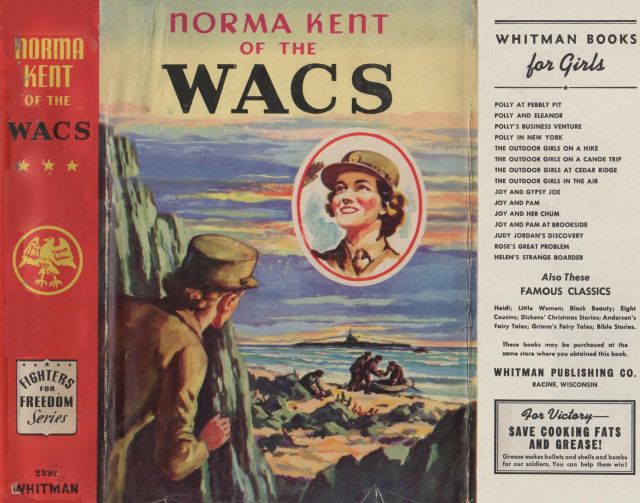 NORMA
KENT
OF THE
WACS
FIGHTERS
FOR
FREEDOM
Series
2392
WHITMAN
NORMA KENT
OF THE
WACS
WHITMAN BOOKS
for Girls
POLLY AT PEBBLY PIT
POLLY AND ELEANOR
POLLY'S BUSINESS VENTURE
POLLY IN NEW YORK
THE OUTDOOR GIRLS ON A HIKE
THE OUTDOOR GIRLS ON A CANOE TRIP
THE OUTDOOR GIRLS AT CEDAR RIDGE
THE OUTDOOR GIRLS IN THE AIR
JOY AND GYPSY JOE
JOY AND PAM
JOY AND HER CHUM
JOY AND PAM AT BROOKSIDE
JUDY JORDAN'S DISCOVERY
ROSE'S GREAT PROBLEM
HELEN'S STRANGE BOARDER
Also These
FAMOUS CLASSICS
Heidi; Little Women; Black Beauty; Eight
Cousins; Dickens' Christmas Stories; Andersen's
Fairy Tales; Grimm's Fairy Tales; Bible Stories.
These books may be purchased at the
same store where you obtained this book.
WHITMAN PUBLISHING CO.
RACINE, WISCONSIN
For Victory—
SAVE COOKING FATS
AND GREASE!
Grease makes bullets and shells and bombs
for our soldiers. You can help them win!